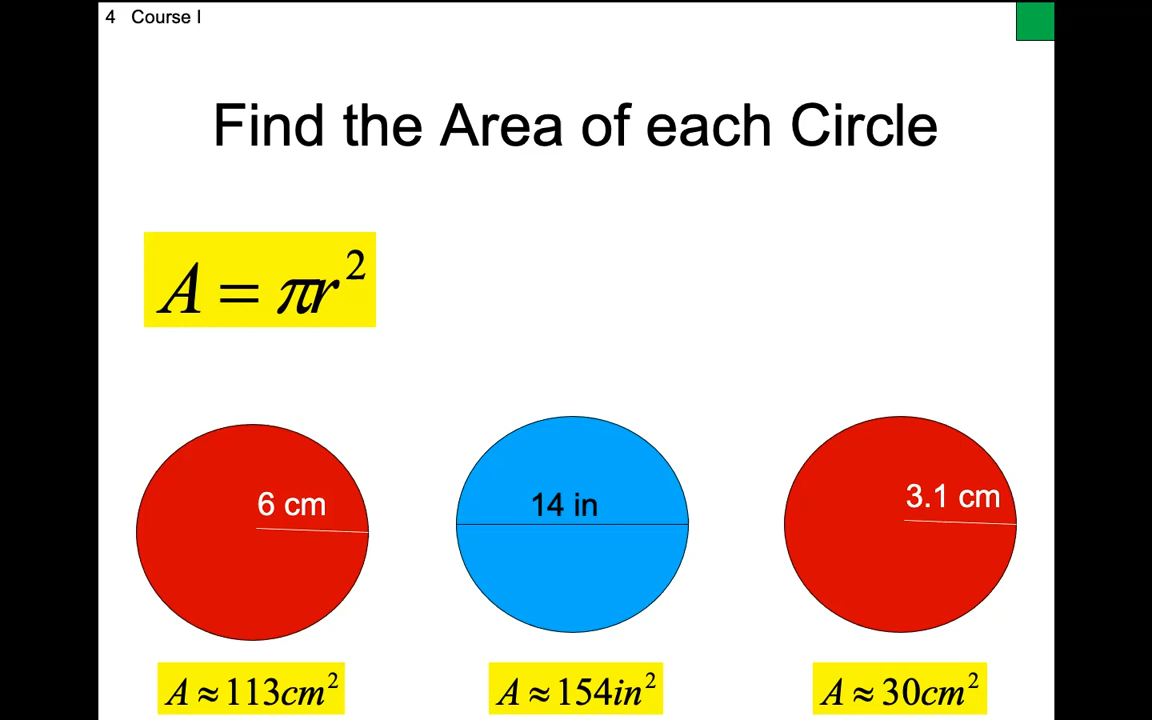 4 Course I
Find the Area of each Circle
A = πr²
6 cm
14 in
3.1 cm
A ≈ 113cm²
A ≈ 154in²
A ≈ 30cm²